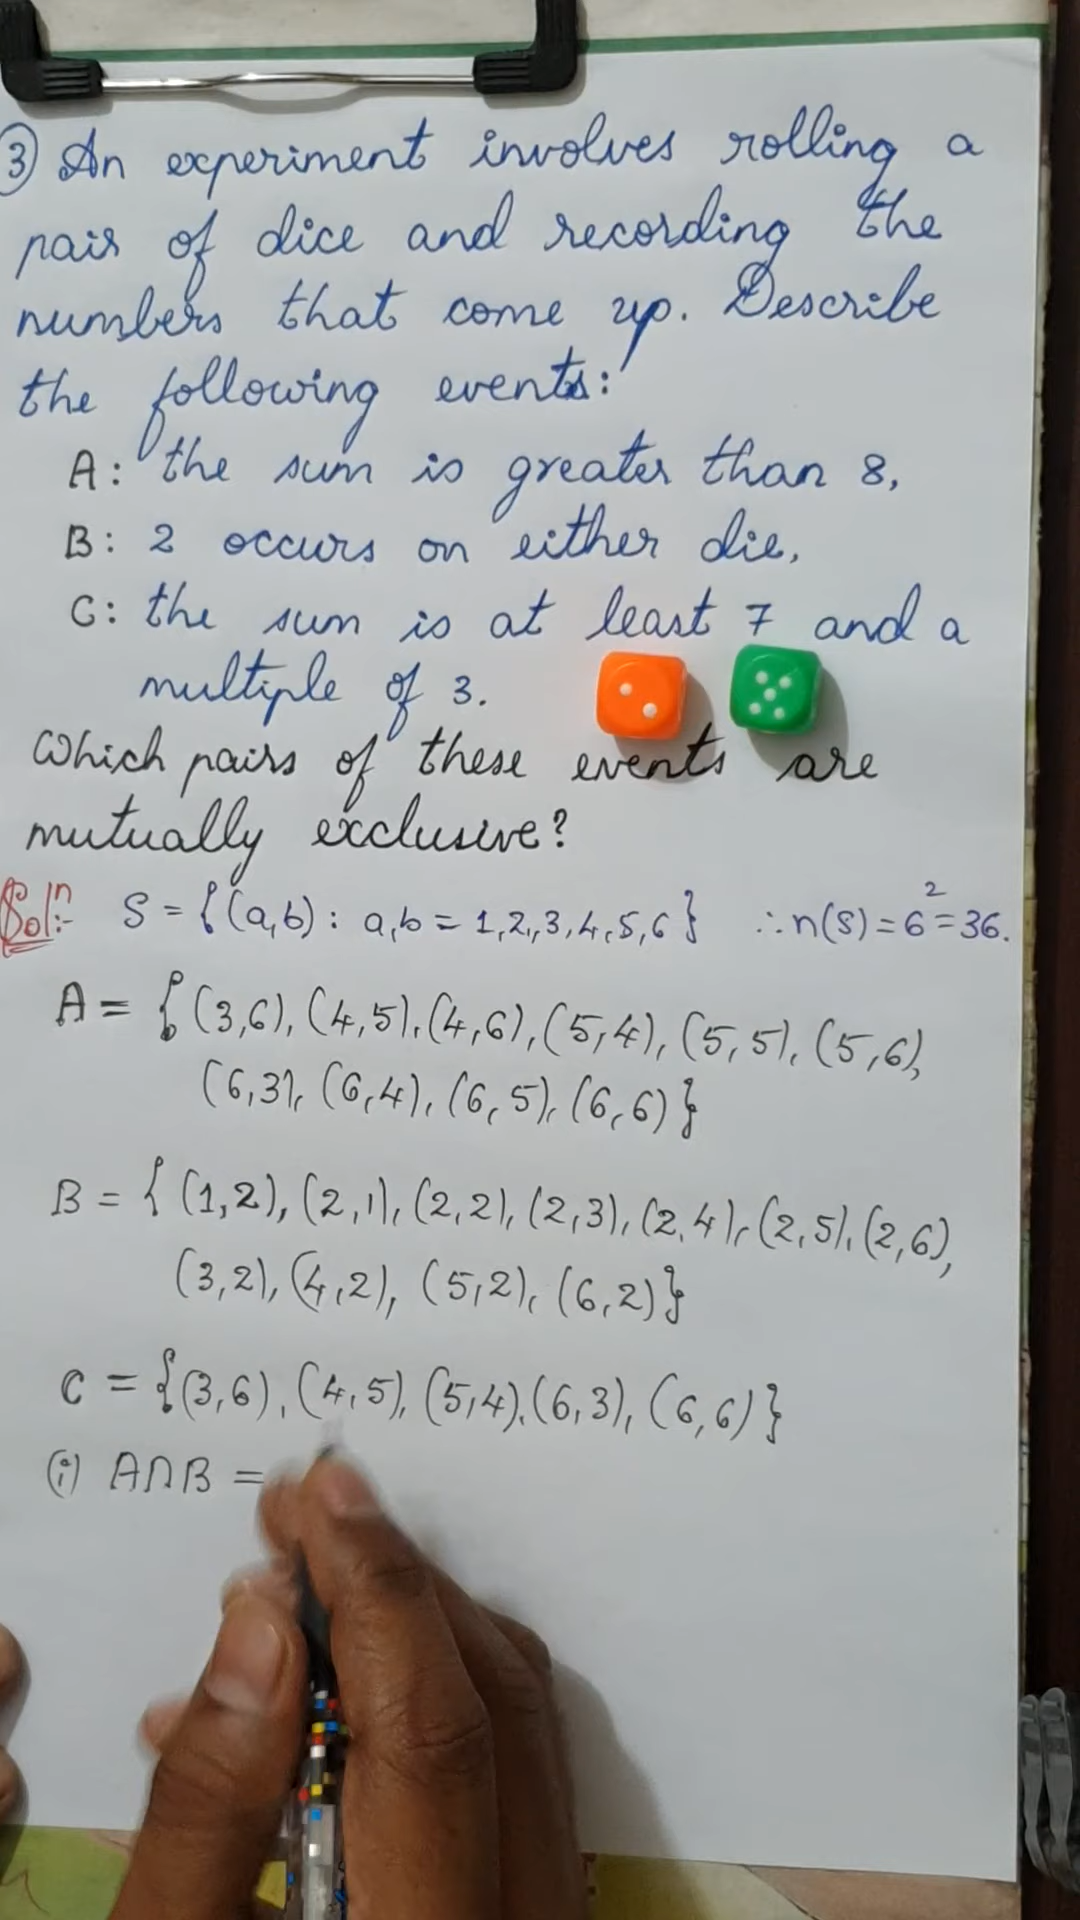 ③ An experiment involves rolling a
pair of dice and recording the
numbers that come up. Describe
the following events:
A: the sum is greater than 8,
B: 2 occurs on either die,
C: the sum is at least 7 and a
multiple of 3.
Which pairs of these events are
mutually exclusive?
Solⁿ:- S = {(a,b) : a,b = 1,2,3,4,5,6} ∴ n(S) = 6² = 36.
A = {(3,6), (4,5), (4,6), (5,4), (5,5), (5,6),
(6,3), (6,4), (6,5), (6,6)}
B = {(1,2), (2,1), (2,2), (2,3), (2,4), (2,5), (2,6),
(3,2), (4,2), (5,2), (6,2)}
C = {(3,6), (4,5), (5,4), (6,3), (6,6)}
(i) A∩B =